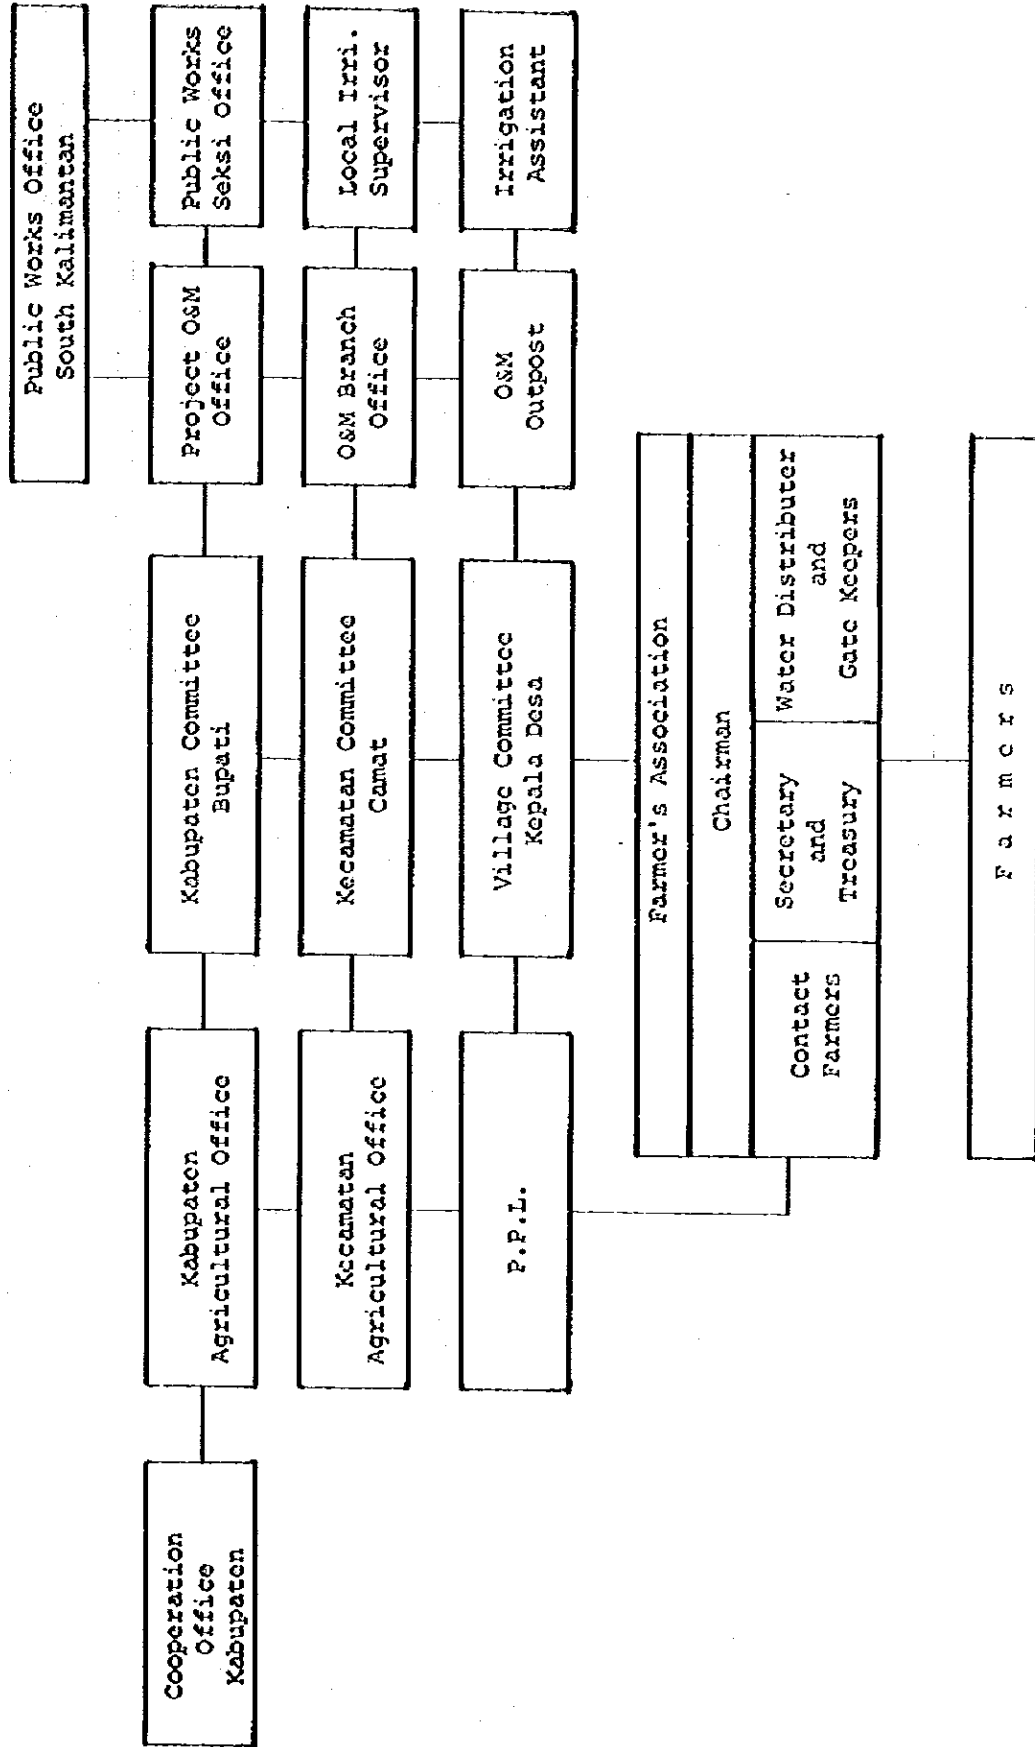 Public Works Office
South Kalimantan
Cooperation
Office
Kabupaten
Kabupaten
Agricultural Office
Kabupaten Committee
Bupati
Project O&M
Office
Public Works
Seksi Office
Kecamatan
Agricultural Office
Kecamatan Committee
Camat
O&M Branch
Office
Local Irri.
Supervisor
P.P.L.
Village Committee
Kepala Desa
O&M
Outpost
Irrigation
Assistant
Farmer's Association
Chairman
Contact
Farmers
Secretary
and
Treasury
Water Distributer
and
Gate Keepers
F a r m e r s